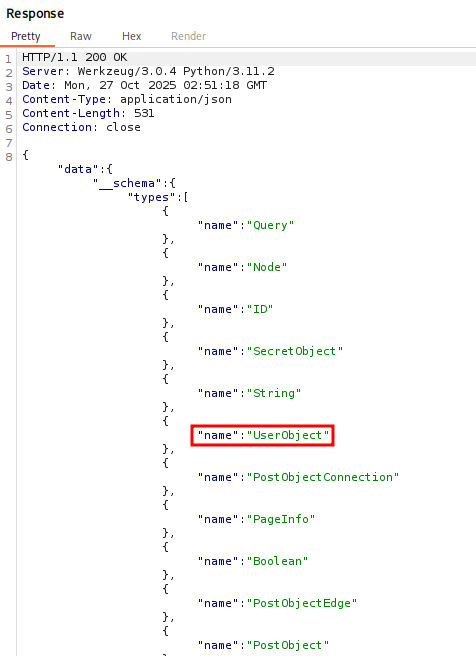 Response
Pretty Raw Hex Render
1 HTTP/1.1 200 OK
2 Server: Werkzeug/3.0.4 Python/3.11.2
3 Date: Mon, 27 Oct 2025 02:51:18 GMT
4 Content-Type: application/json
5 Content-Length: 531
6 Connection: close
7
8 {
"data":{
"__schema":{
"types":[
{
"name":"Query"
},
{
"name":"Node"
},
{
"name":"ID"
},
{
"name":"SecretObject"
},
{
"name":"String"
},
{
"name":"UserObject"
},
{
"name":"PostObjectConnection"
},
{
"name":"PageInfo"
},
{
"name":"Boolean"
},
{
"name":"PostObjectEdge"
},
{
"name":"PostObject"